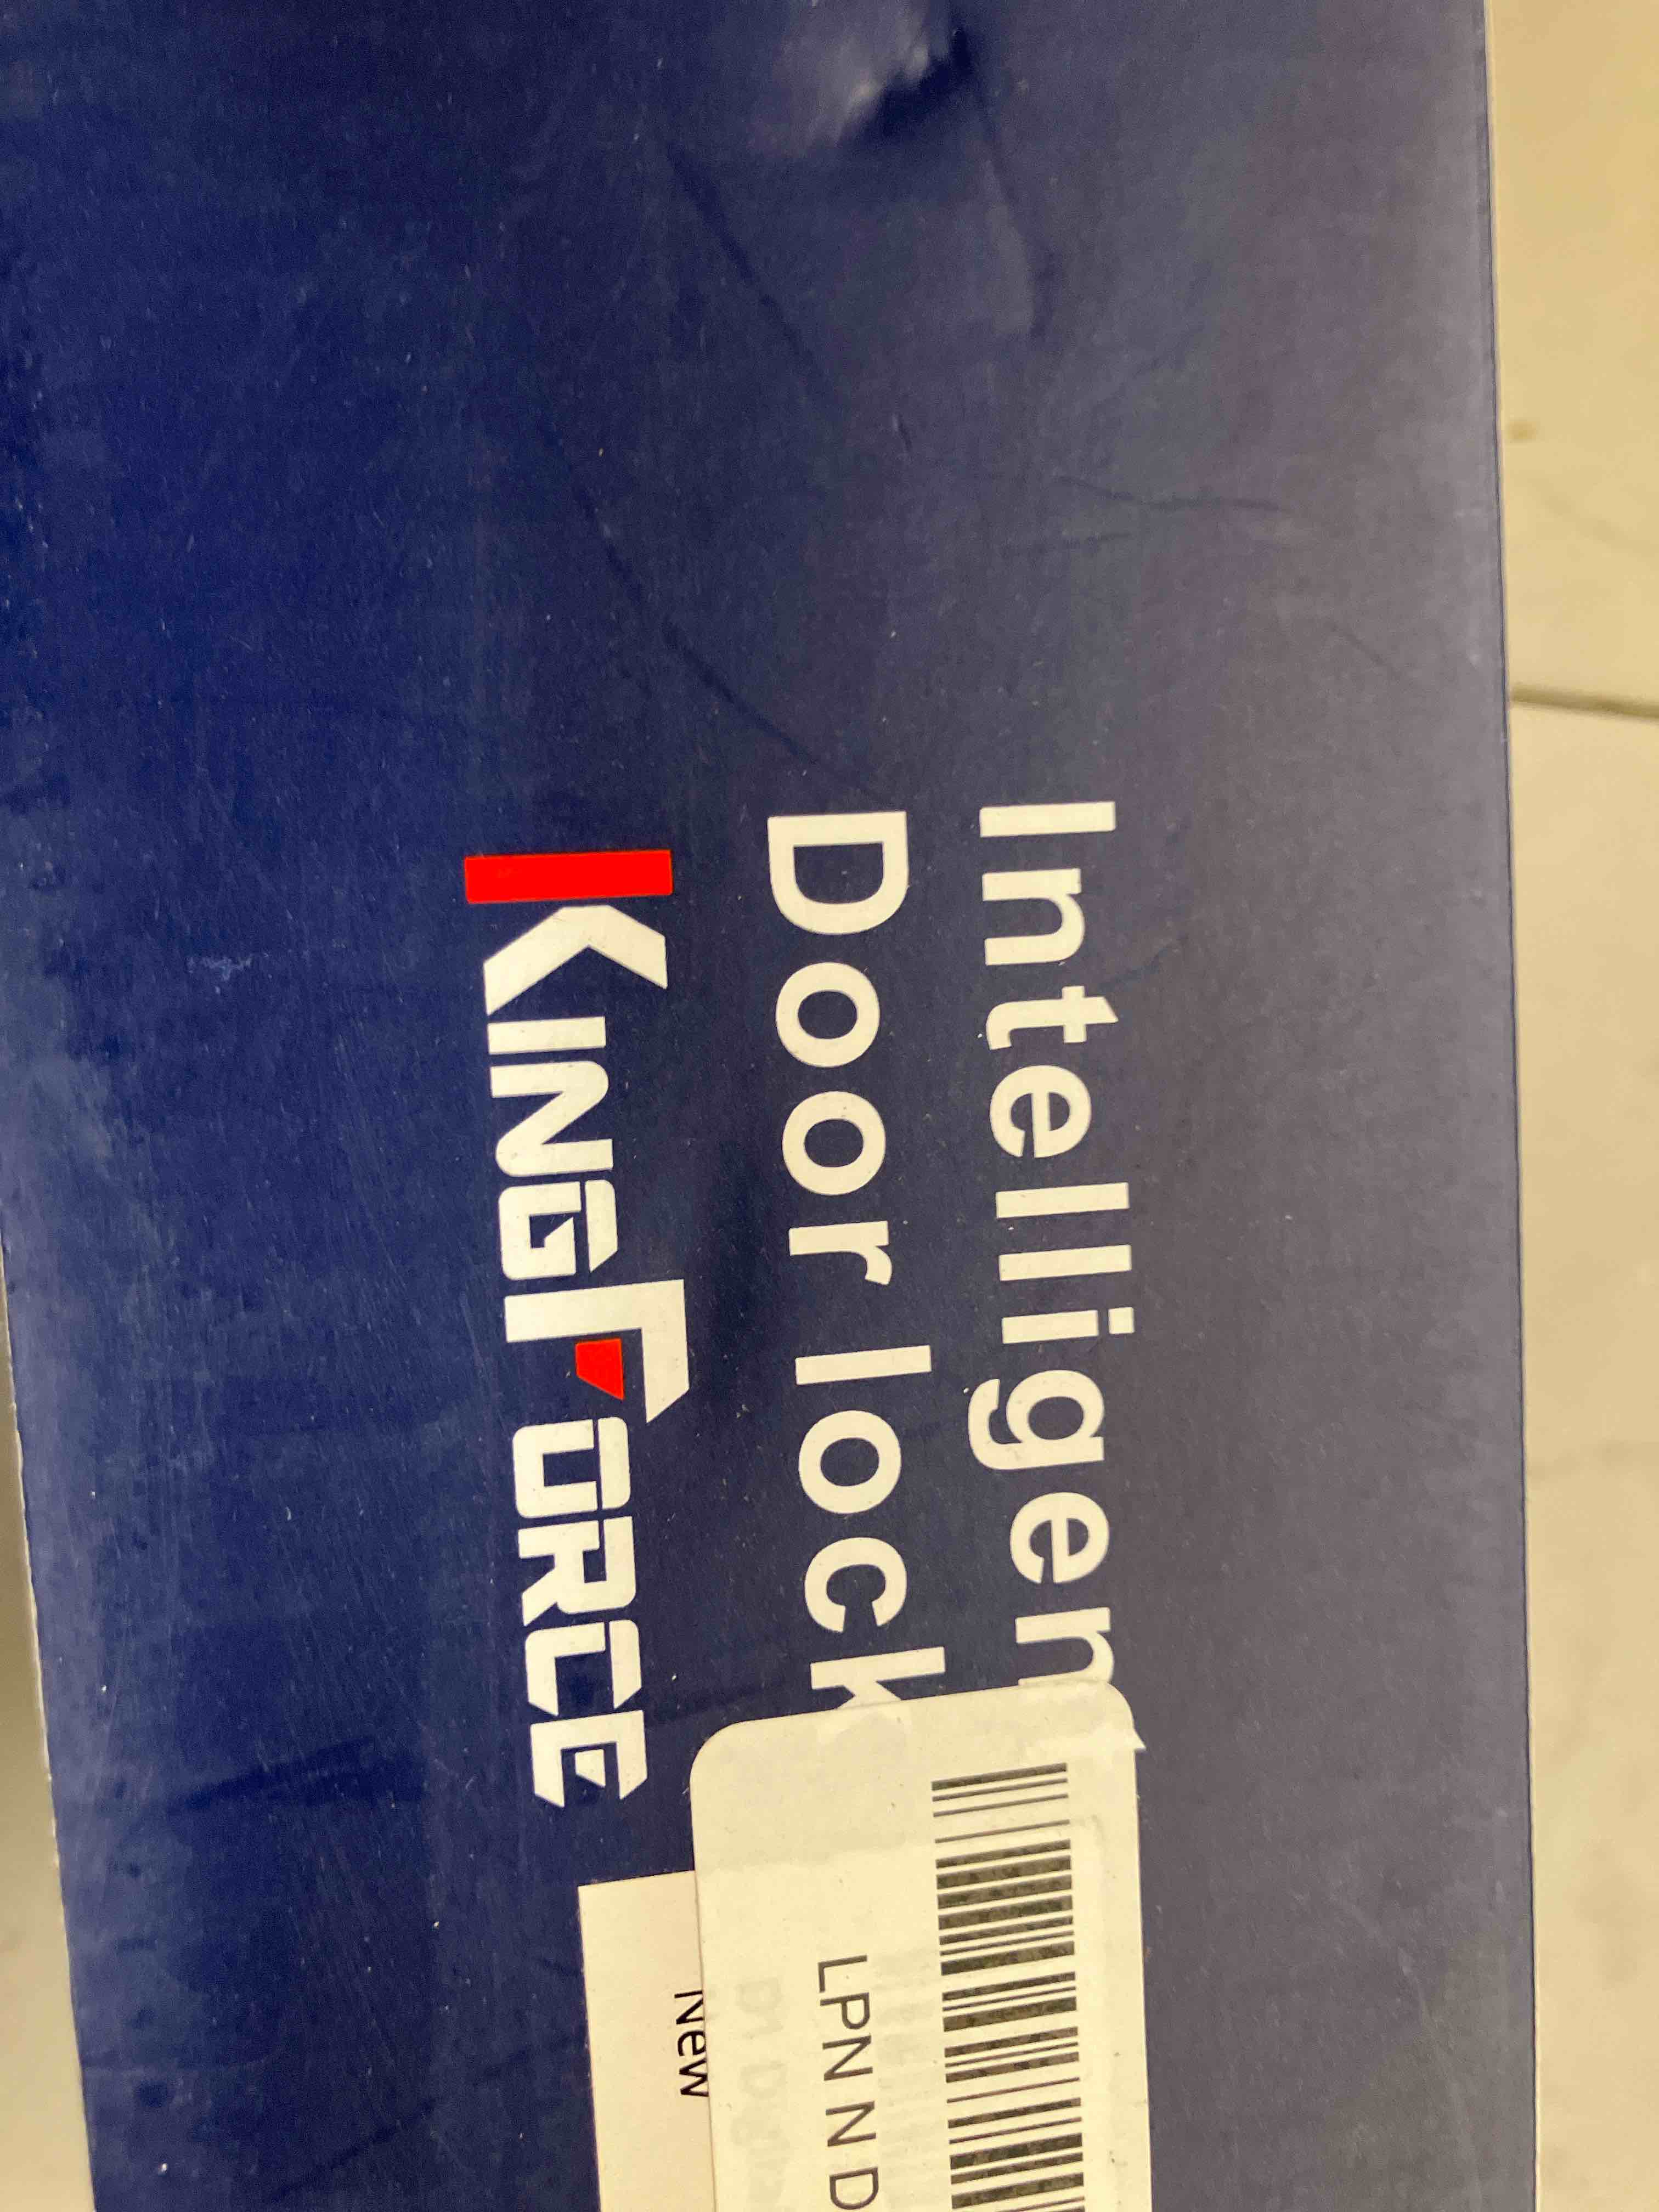 Intelligen
Door lock
KINGFORCE
New
LPN N D